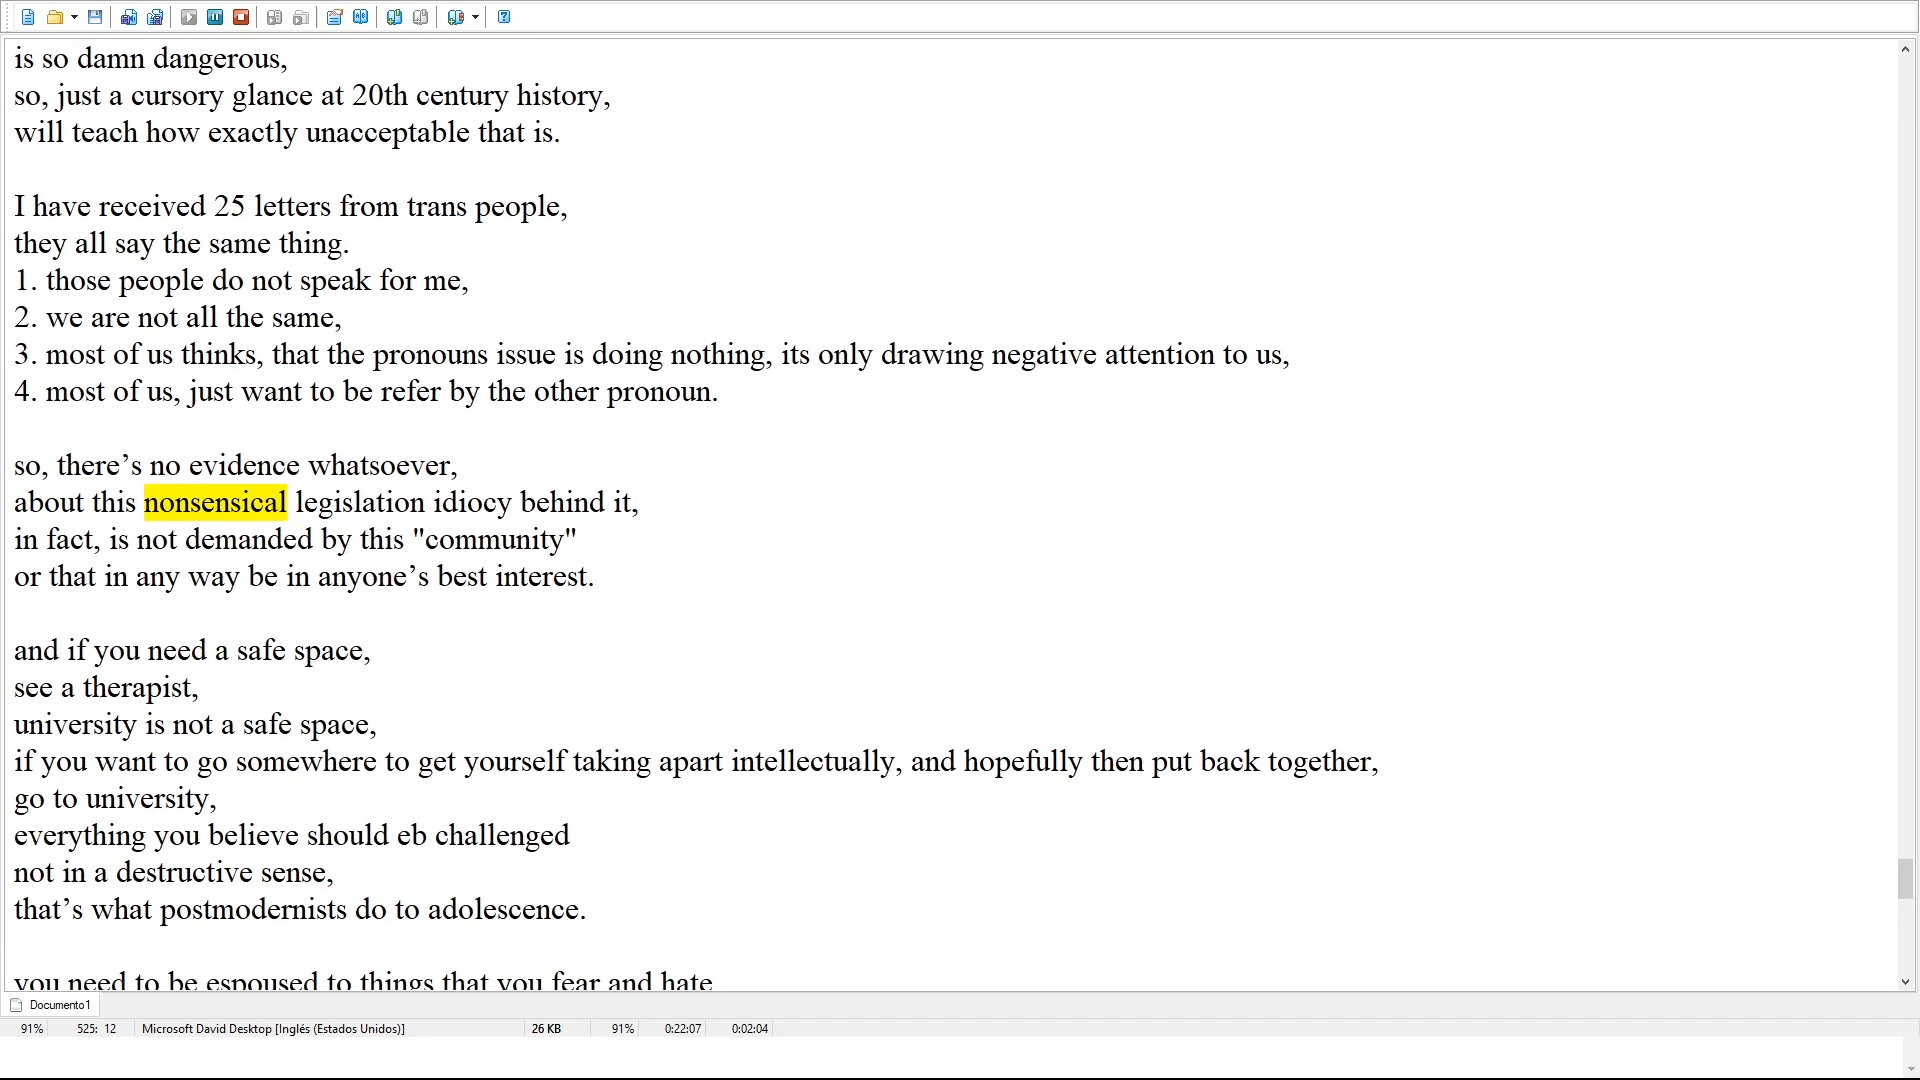 is so damn dangerous,
so, just a cursory glance at 20th century history,
will teach how exactly unacceptable that is.
I have received 25 letters from trans people,
they all say the same thing.
1. those people do not speak for me,
2. we are not all the same,
3. most of us thinks, that the pronouns issue is doing nothing, its only drawing negative attention to us,
4. most of us, just want to be refer by the other pronoun.
so, there’s no evidence whatsoever,
about this nonsensical legislation idiocy behind it,
in fact, is not demanded by this "community"
or that in any way be in anyone’s best interest.
and if you need a safe space,
see a therapist,
university is not a safe space,
if you want to go somewhere to get yourself taking apart intellectually, and hopefully then put back together,
go to university,
everything you believe should eb challenged
not in a destructive sense,
that’s what postmodernists do to adolescence.
you need to be espoused to things that you fear and hate
Documento1
91% 525: 12 Microsoft David Desktop [Inglés (Estados Unidos)] 26 KB 91% 0:22:07 0:02:04